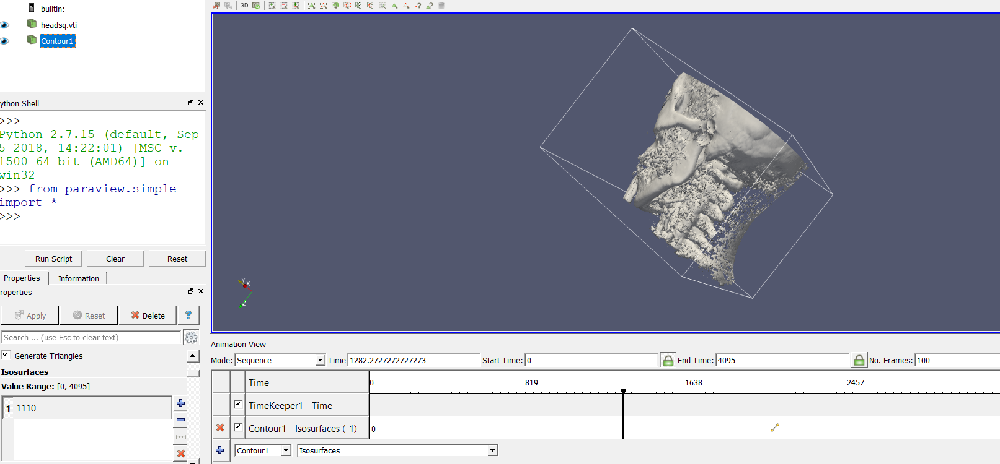 3D
builtin:
headsq.vti
Contour1
ython Shell
>>>
Python 2.7.15 (default, Sep
5 2018, 14:22:01) [MSC v.
1500 64 bit (AMD64)] on
win32
>>> from paraview.simple
import *
>>>
Run Script Clear Reset
Properties Information
roperties
Apply Reset Delete ?
Search ... (use Esc to clear text)
Generate Triangles
Isosurfaces
Value Range: [0, 4095]
1 1110
Y X
Z
Animation View
Mode: Sequence Time 1282.2727272727273 Start Time: 0 End Time: 4095 No. Frames: 100
Time 0 819 1638 2457
TimeKeeper1 - Time
Contour1 - Isosurfaces (-1) 0
Contour1 Isosurfaces